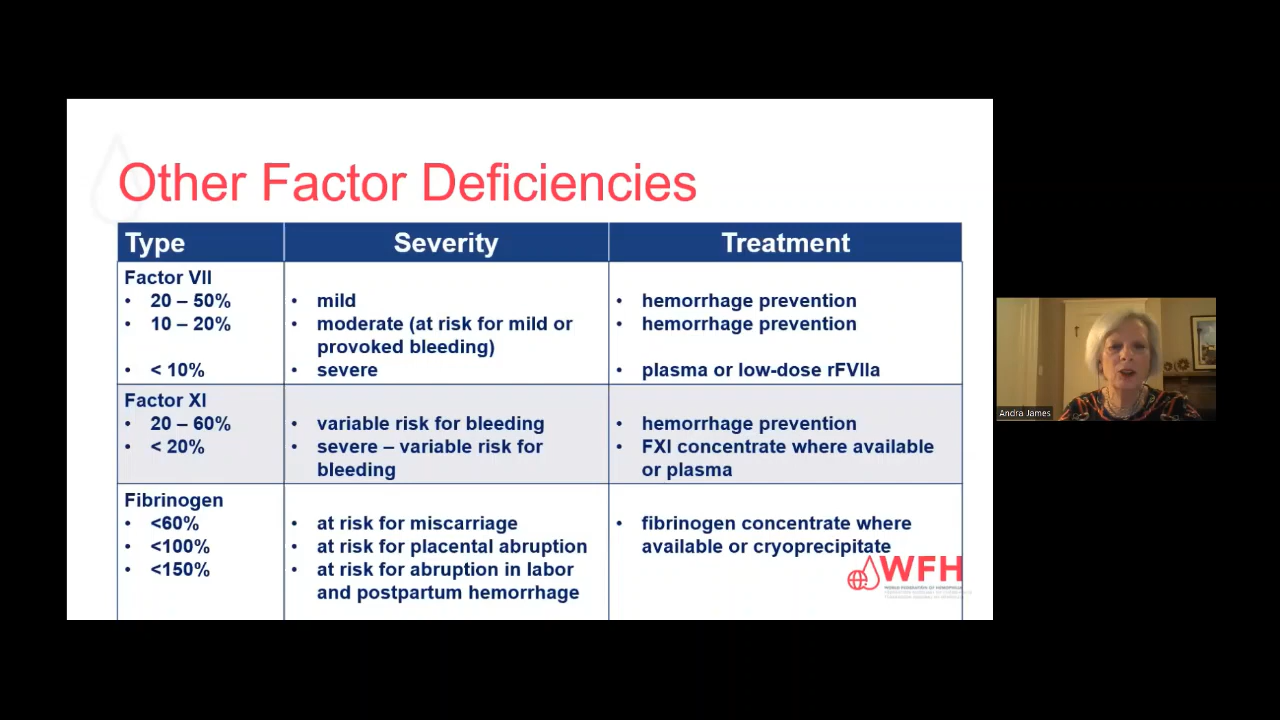 Other Factor Deficiencies
Type Severity Treatment
Factor VII
• 20 – 50% • mild • hemorrhage prevention
• 10 – 20% • moderate (at risk for mild or • hemorrhage prevention
provoked bleeding)
• < 10% • severe • plasma or low-dose rFVIIa
Factor XI
• 20 – 60% • variable risk for bleeding • hemorrhage prevention
• < 20% • severe – variable risk for • FXI concentrate where available
bleeding or plasma
Fibrinogen
• <60% • at risk for miscarriage • fibrinogen concentrate where
• <100% • at risk for placental abruption available or cryoprecipitate
• <150% • at risk for abruption in labor
and postpartum hemorrhage
WFH
WORLD FEDERATION OF HEMOPHILIA
Andra James